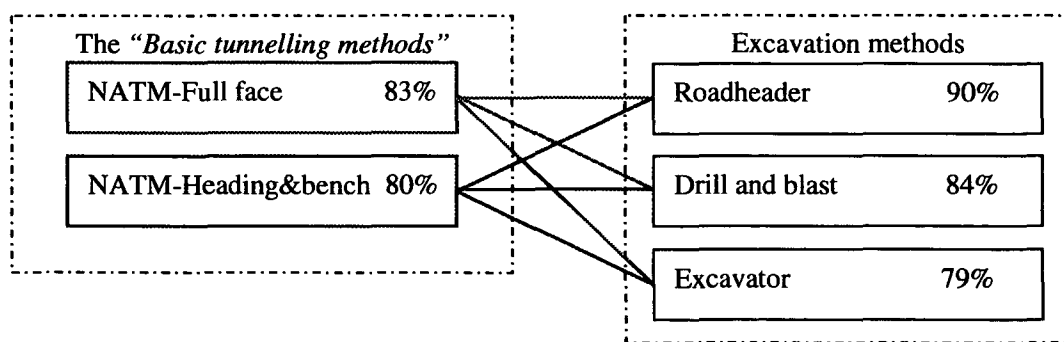 The “Basic tunnelling methods”
NATM-Full face 83%
NATM-Heading&bench 80%
Excavation methods
Roadheader 90%
Drill and blast 84%
Excavator 79%